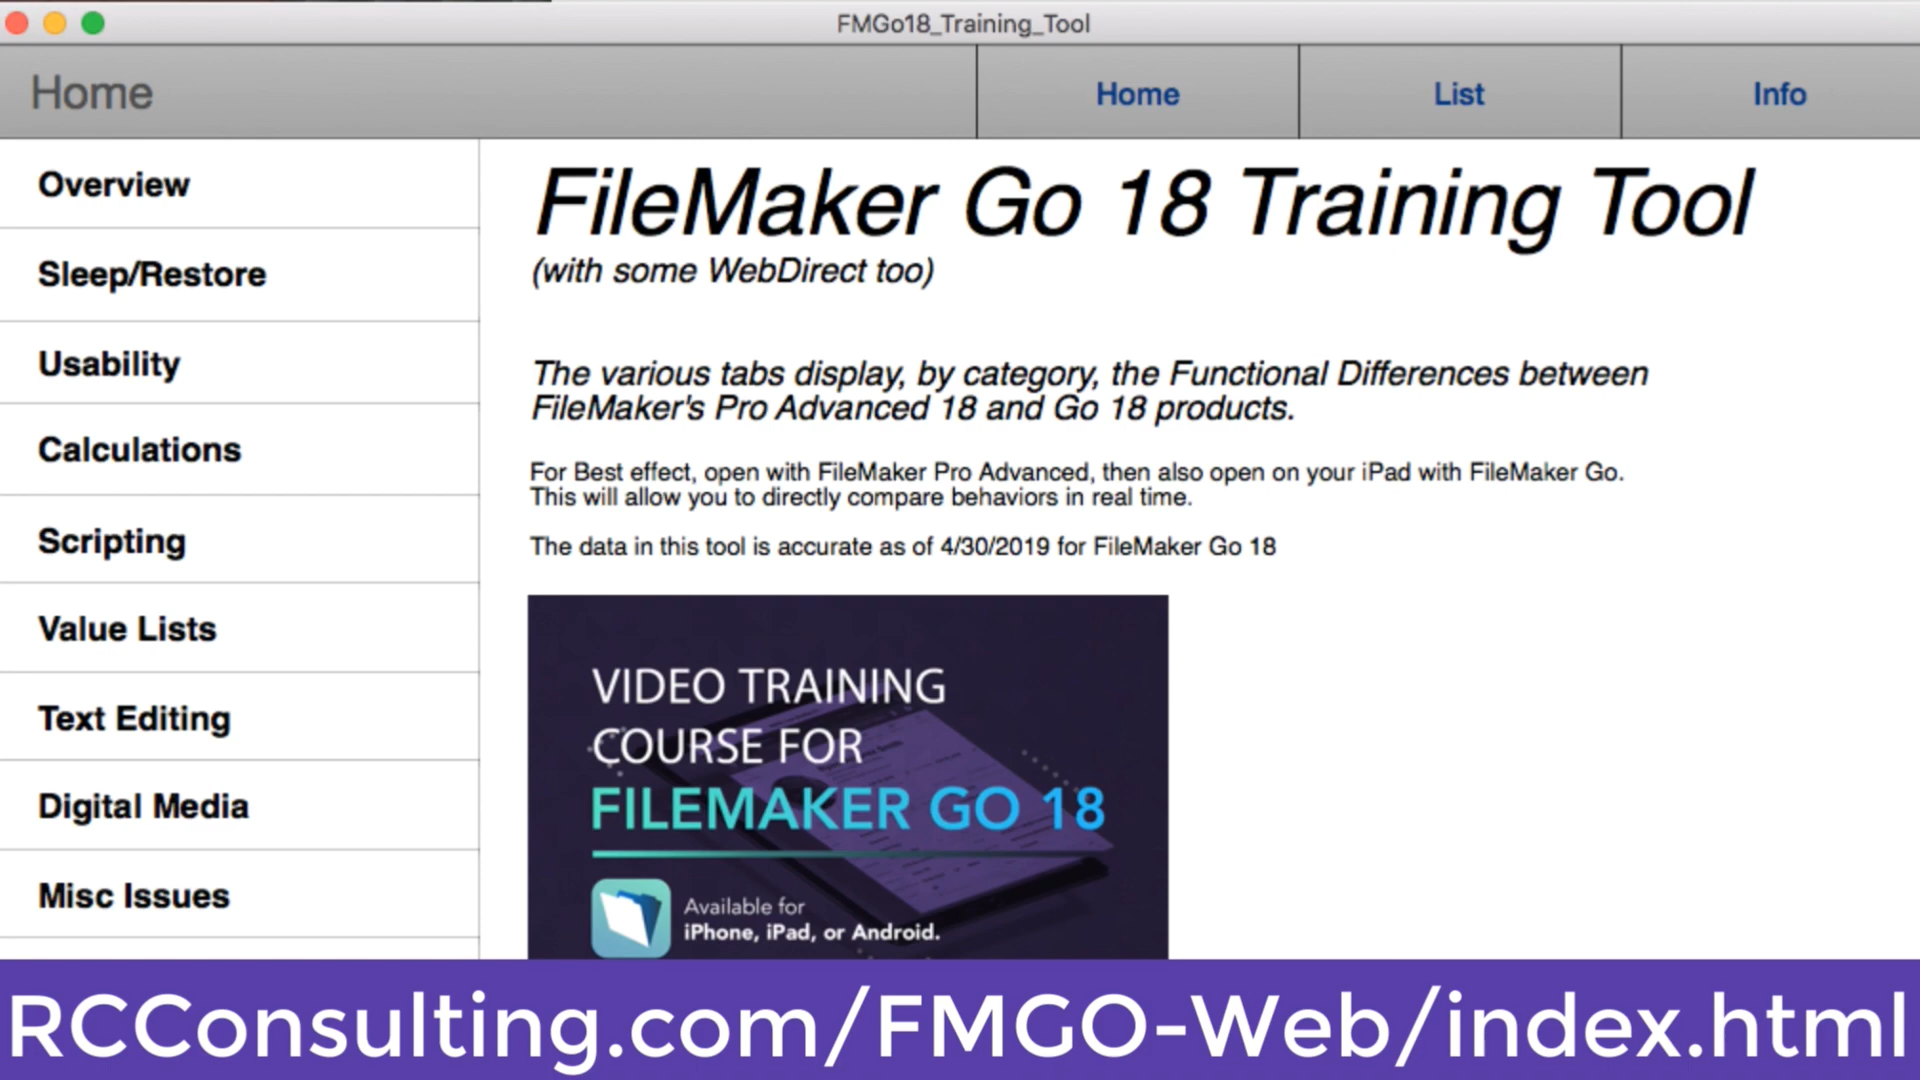 FMGo18_Training_Tool
Home
Home
List
Info
Overview
Sleep/Restore
Usability
Calculations
Scripting
Value Lists
Text Editing
Digital Media
Misc Issues
FileMaker Go 18 Training Tool
(with some WebDirect too)
The various tabs display, by category, the Functional Differences between
FileMaker's Pro Advanced 18 and Go 18 products.
For Best effect, open with FileMaker Pro Advanced, then also open on your iPad with FileMaker Go.
This will allow you to directly compare behaviors in real time.
The data in this tool is accurate as of 4/30/2019 for FileMaker Go 18
VIDEO TRAINING
COURSE FOR
FILEMAKER GO 18
Available for
iPhone, iPad, or Android.
RCConsulting.com/FMGO-Web/index.html